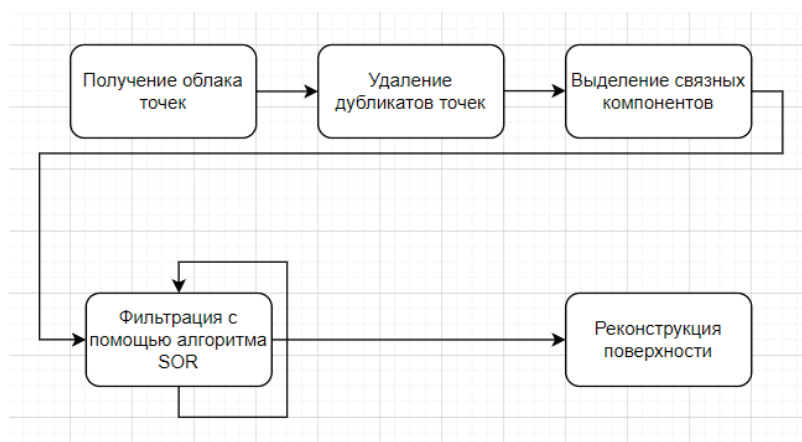 Получение облака
точек
Удаление
дубликатов точек
Выделение связных
компонентов
Фильтрация с
помощью алгоритма
SOR
Реконструкция
поверхности